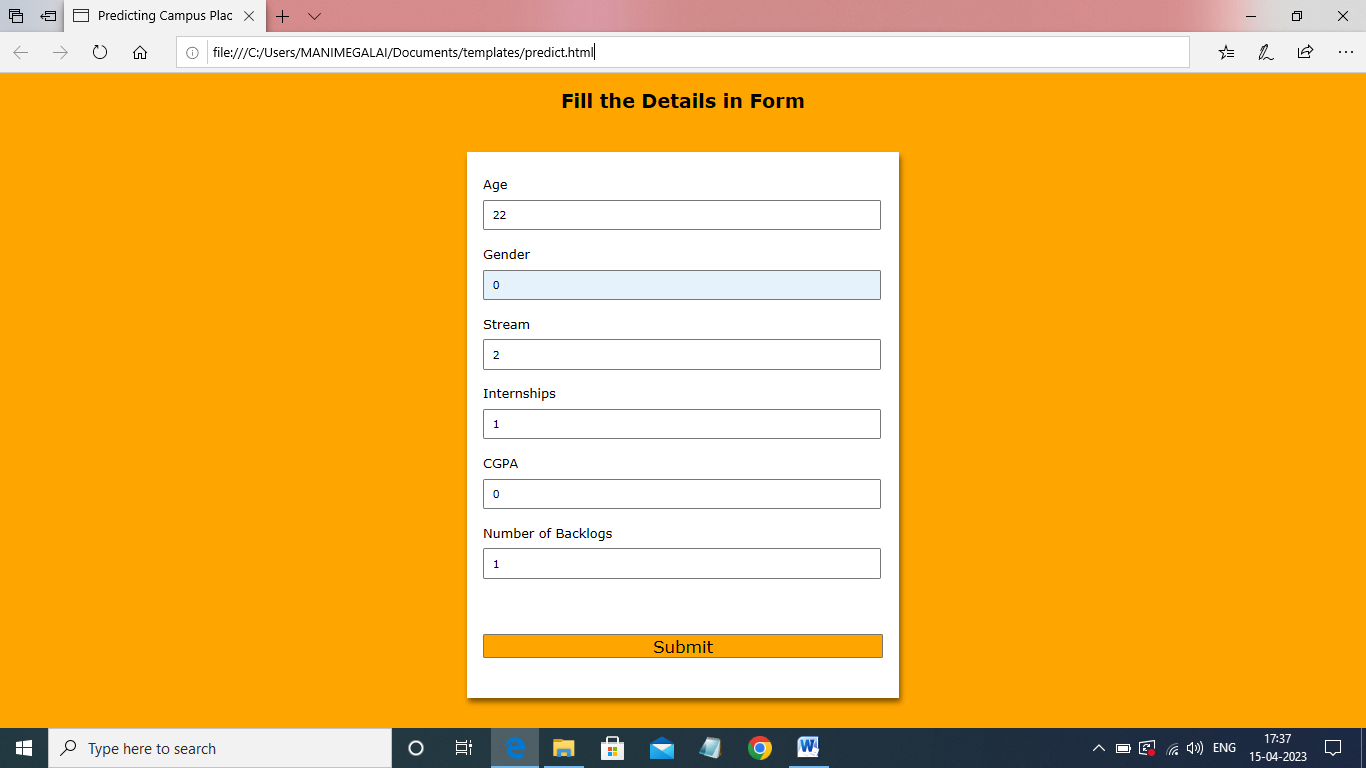 Predicting Campus Plac
file:///C:/Users/MANIMEGALAI/Documents/templates/predict.html
Fill the Details in Form
Age
22
Gender
0
Stream
2
Internships
1
CGPA
0
Number of Backlogs
1
Submit
Type here to search
ENG
17:37
15-04-2023